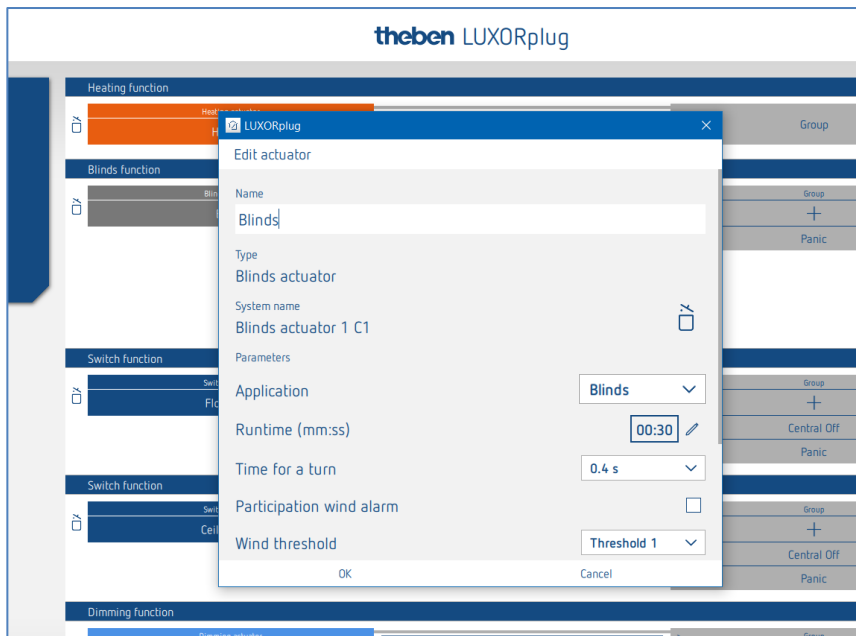 theben LUXORplug
Heating function
Group
LUXORplug
Edit actuator
Blinds function
Name
Blinds
Group
+
Panic
Type
Blinds actuator
System name
Blinds actuator 1 C1
Parameters
Switch function
Application
Blinds
Group
+
Runtime (mm:ss)
00:30
Central Off
Time for a turn
0.4 s
Panic
Switch function
Participation wind alarm
Group
+
Wind threshold
Threshold 1
Central Off
OK
Cancel
Panic
Dimming function
Dimming actuator
Group